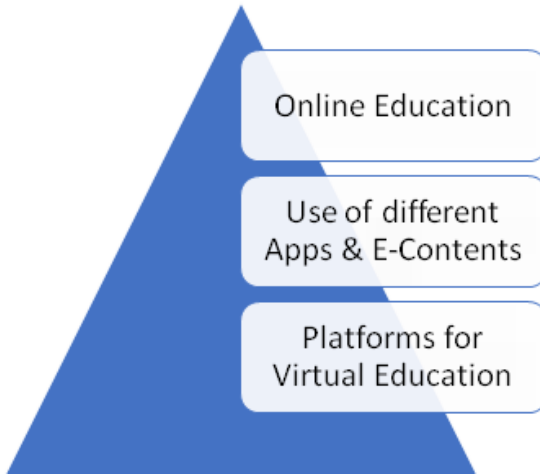 Online Education
Use of different
Apps & E-Contents
Platforms for
Virtual Education